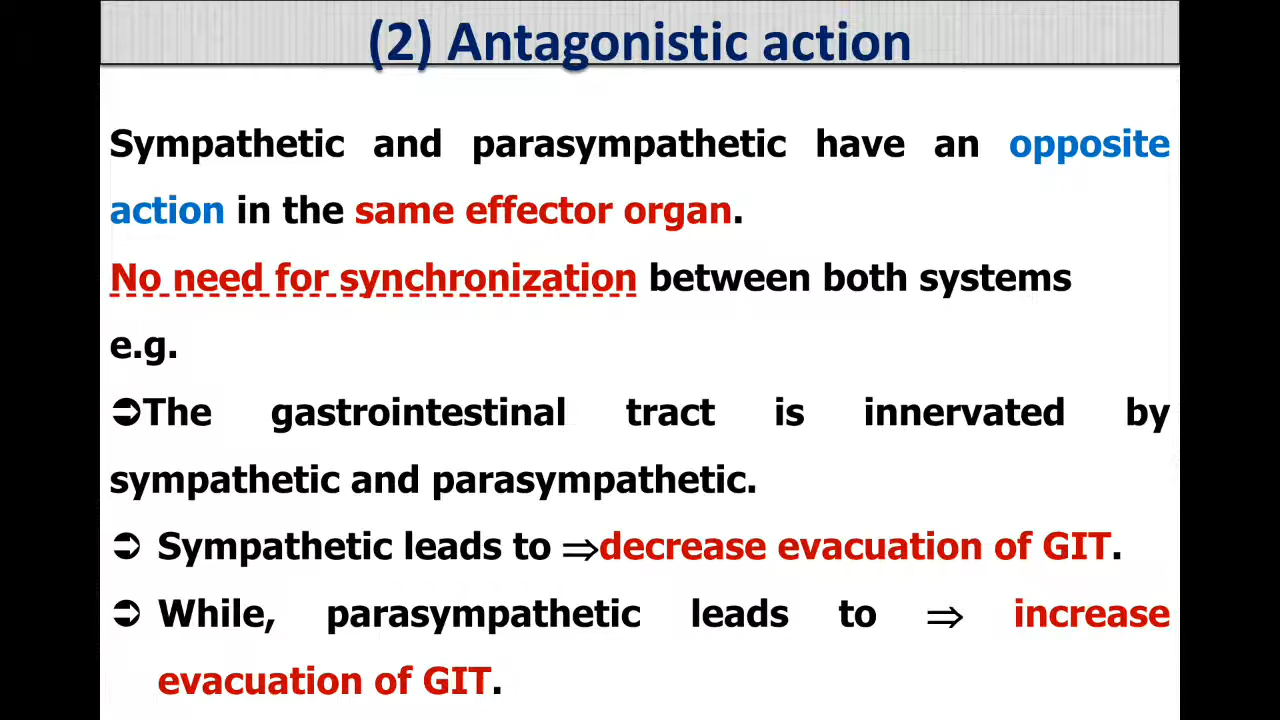 (2) Antagonistic action
Sympathetic and parasympathetic have an opposite
action in the same effector organ.
No need for synchronization between both systems
e.g.
➲The gastrointestinal tract is innervated by
sympathetic and parasympathetic.
➲ Sympathetic leads to ⇒decrease evacuation of GIT.
➲ While, parasympathetic leads to ⇒ increase
evacuation of GIT.